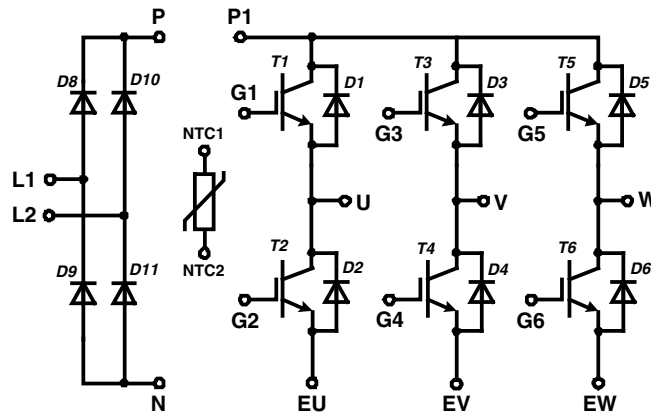 P P1
D8 D10 T1 D1 T3 D3 T5 D5
G1 G3 G5
NTC1
L1
L2 U V W
NTC2
D9 D11 T2 D2 T4 D4 T6 D6
G2 G4 G6
N EU EV EW